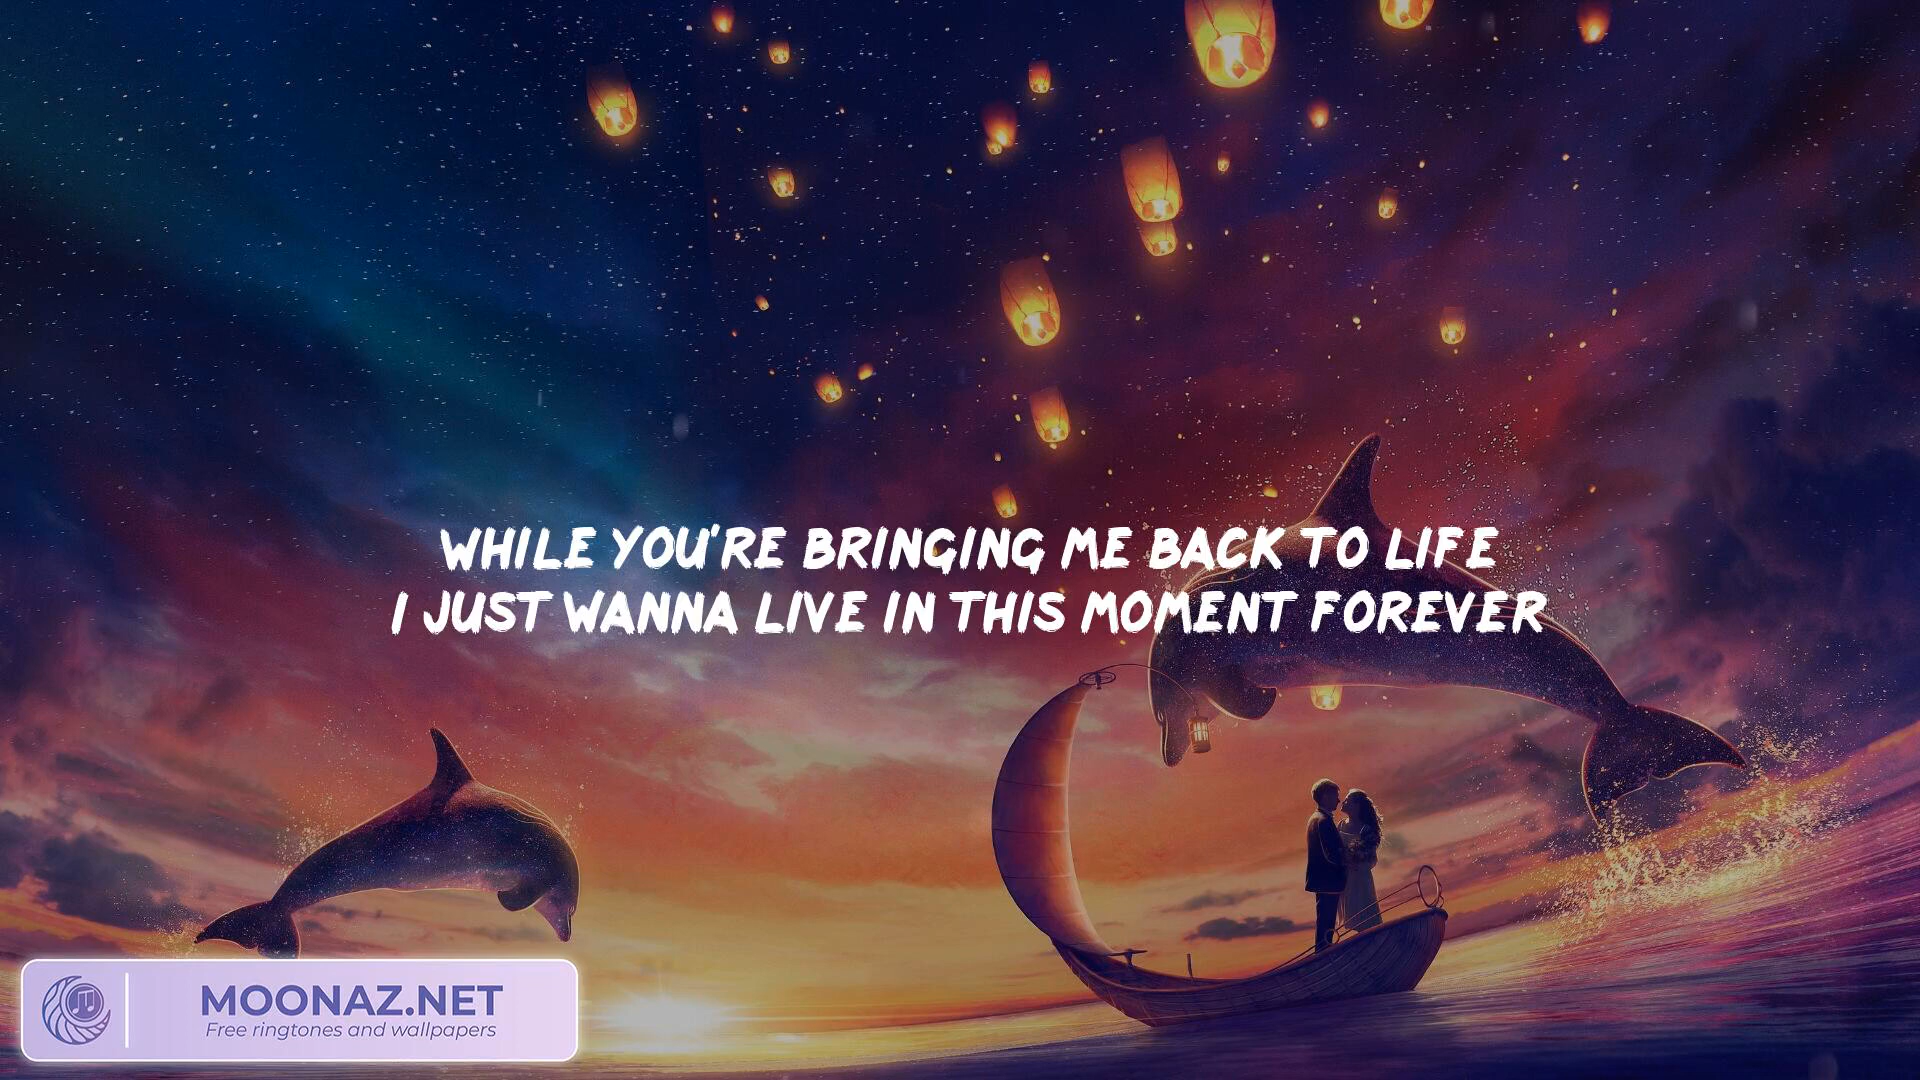 WHILE YOU'RE BRINGING ME BACK TO LIFE
I JUST WANNA LIVE IN THIS MOMENT FOREVER
MOONAZ.NET
Free ringtones and wallpapers